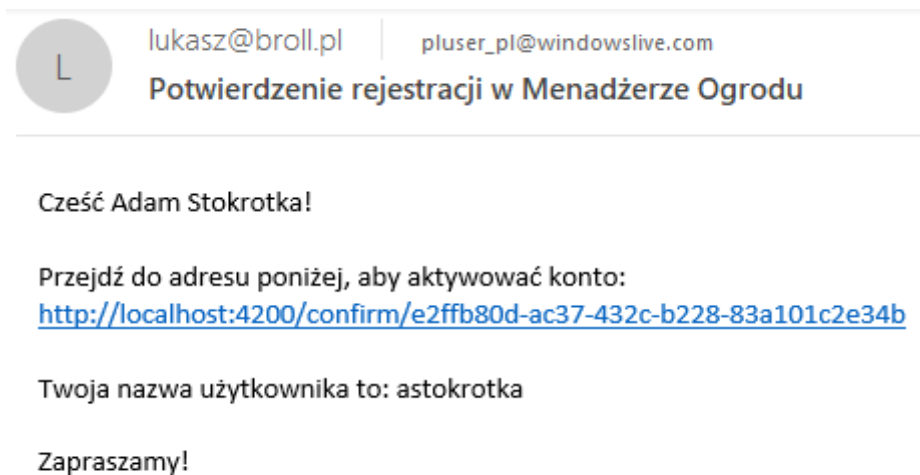 L
lukasz@broll.pl pluser_pl@windowslive.com
Potwierdzenie rejestracji w Menadżerze Ogrodu
Cześć Adam Stokrotka!
Przejdź do adresu poniżej, aby aktywować konto:
http://localhost:4200/confirm/e2ffb80d-ac37-432c-b228-83a101c2e34b
Twoja nazwa użytkownika to: astokrotka
Zapraszamy!